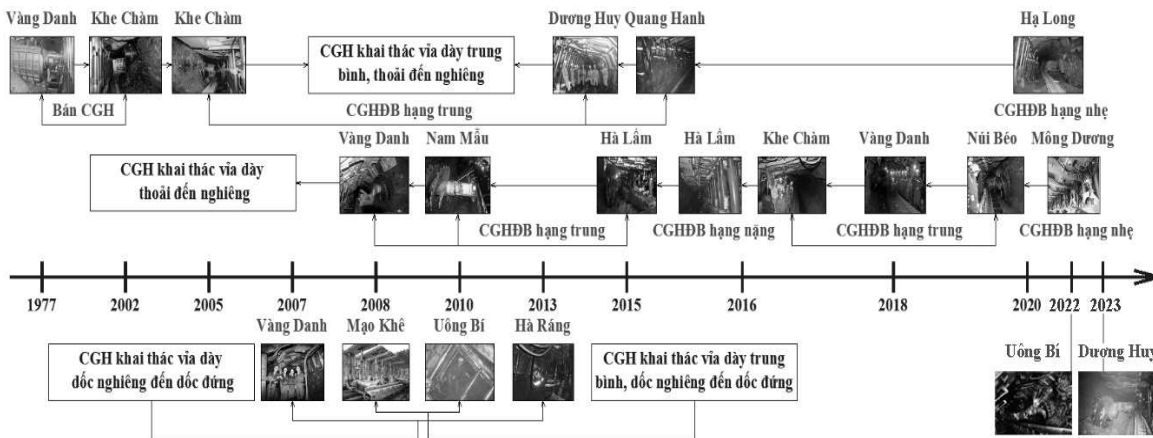 Vàng Danh Khe Chàm Khe Chàm Dương Huy Quang Hanh Hạ Long
CGH khai thác vỉa dày trung
bình, thoải đến nghiêng
Bán CGH CGHĐB hạng trung CGHĐB hạng nhẹ
Vàng Danh Nam Mẫu Hà Lầm Hà Lầm Khe Chàm Vàng Danh Núi Béo Mông Dương
CGH khai thác vỉa dày
thoải đến nghiêng
CGHĐB hạng trung CGHĐB hạng nặng CGHĐB hạng trung CGHĐB hạng nhẹ
1977 2002 2005 2007 2008 2010 2013 2015 2016 2018 2020 2022 2023
Vàng Danh Mạo Khê Uông Bí Hà Ráng
CGH khai thác vỉa dày
dốc nghiêng đến dốc đứng
CGH khai thác vỉa dày trung
bình, dốc nghiêng đến dốc đứng
Uông Bí Dương Huy